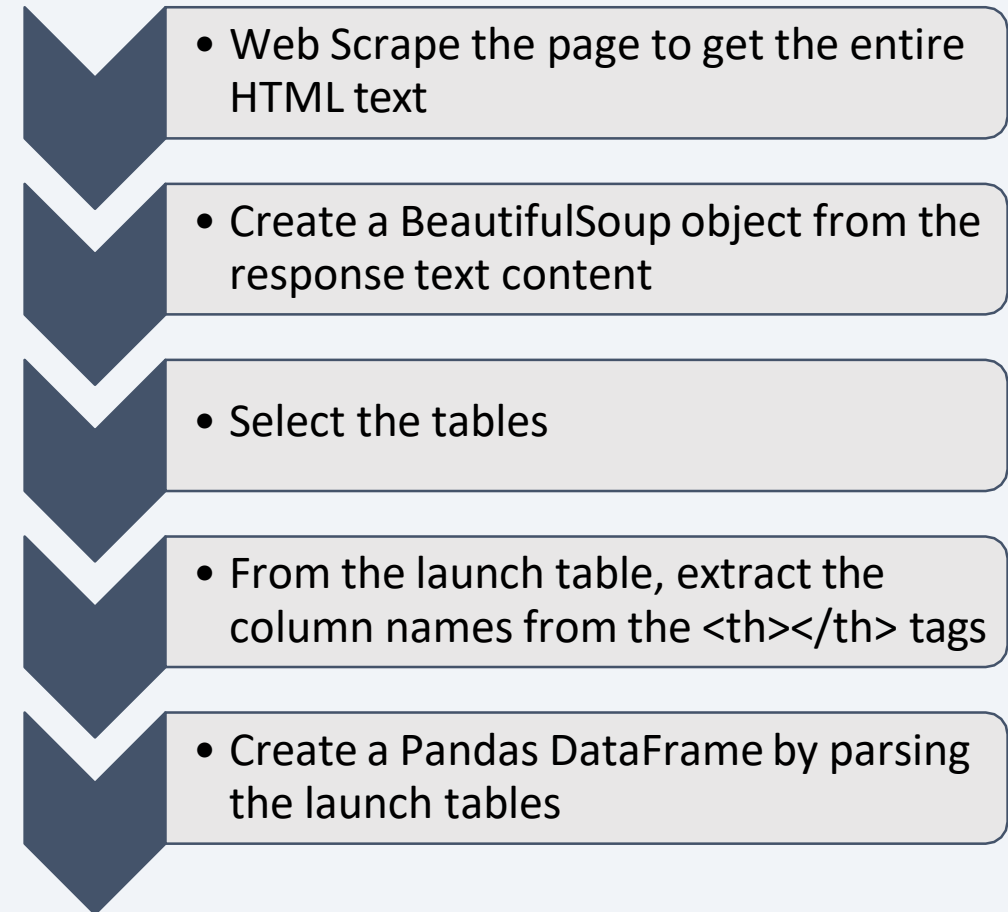 • Web Scrape the page to get the entire
HTML text
• Create a BeautifulSoup object from the
response text content
• Select the tables
• From the launch table, extract the
column names from the <th></th> tags
• Create a Pandas DataFrame by parsing
the launch tables